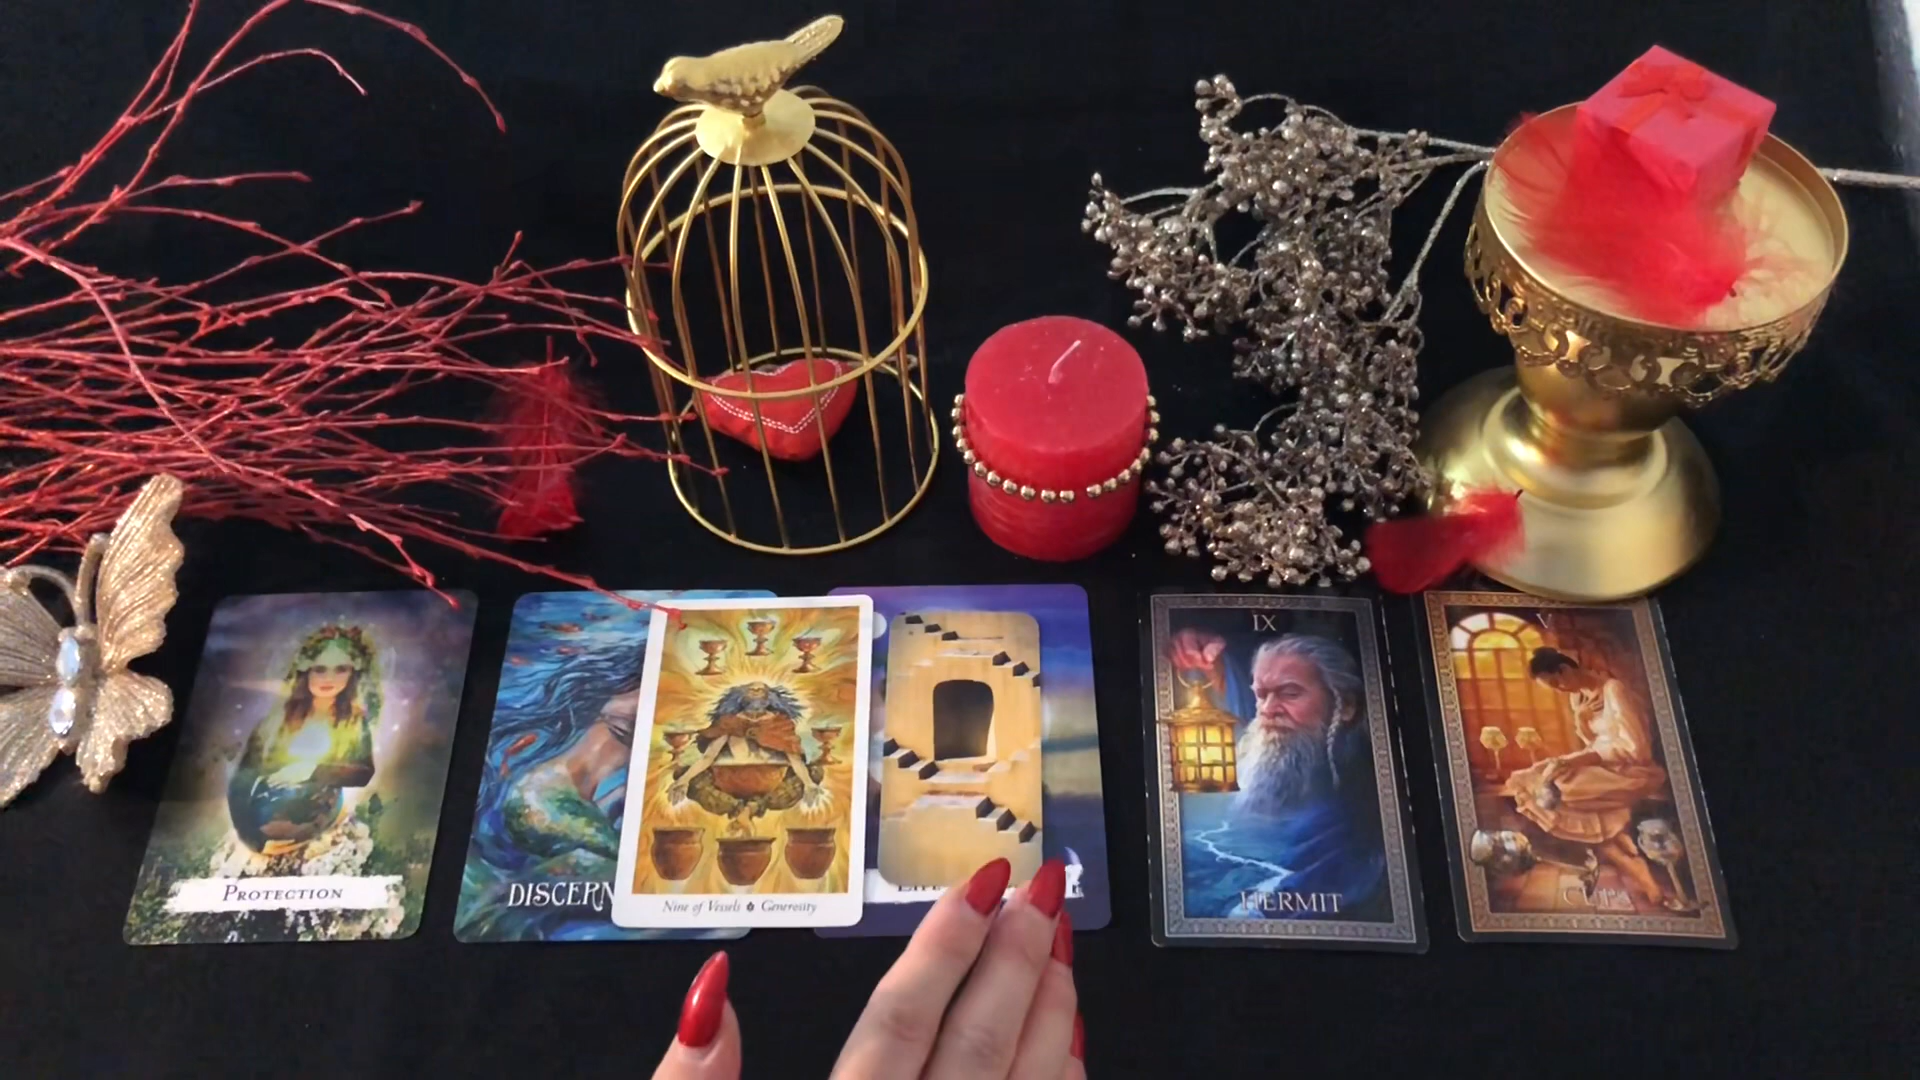 PROTECTION
DISCERN
Nine of Vessels Generosity
IX
HERMIT
V
CUPS